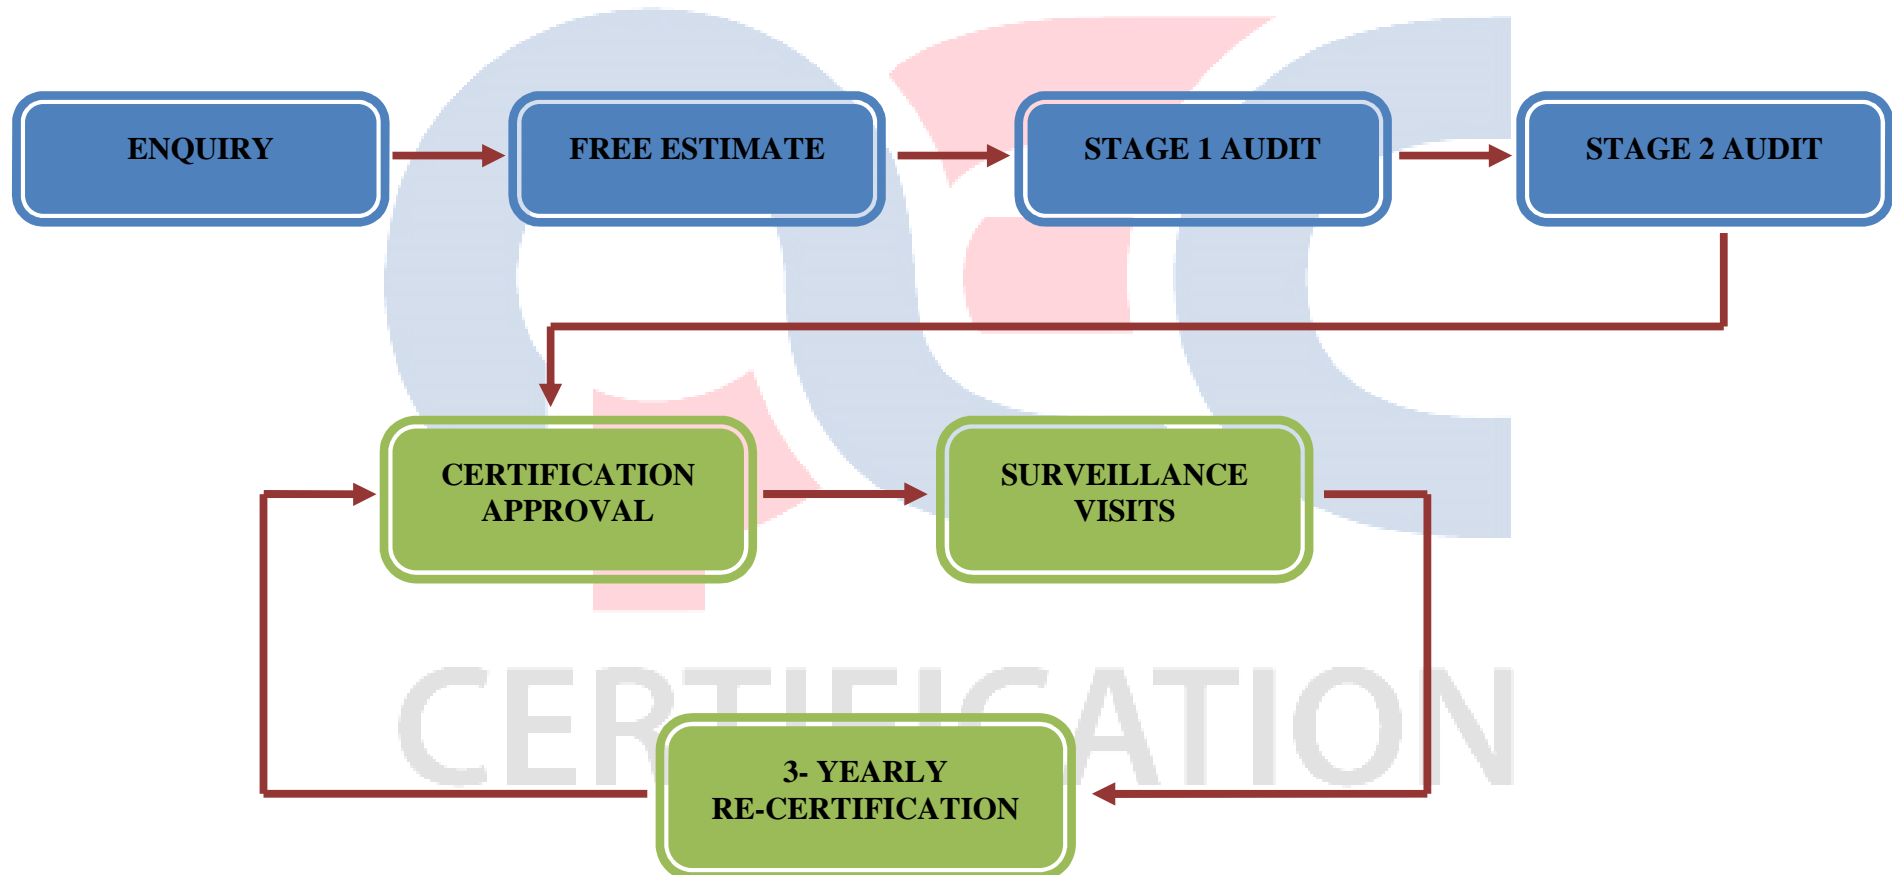 ENQUIRY
FREE ESTIMATE
STAGE 1 AUDIT
STAGE 2 AUDIT
CERTIFICATION
APPROVAL
SURVEILLANCE
VISITS
3- YEARLY
RE-CERTIFICATION
CERTIFICATION